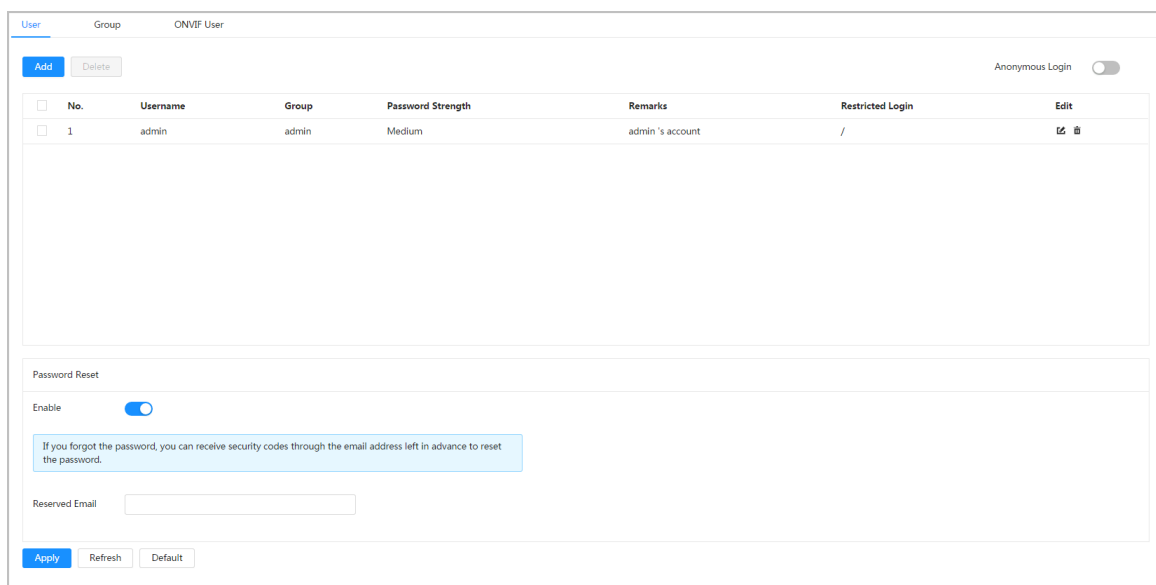 User Group ONVIF User
Add Delete Anonymous Login
No. Username Group Password Strength Remarks Restricted Login Edit
1 admin admin Medium admin 's account /
Password Reset
Enable
If you forgot the password, you can receive security codes through the email address left in advance to reset
the password.
Reserved Email
Apply Refresh Default